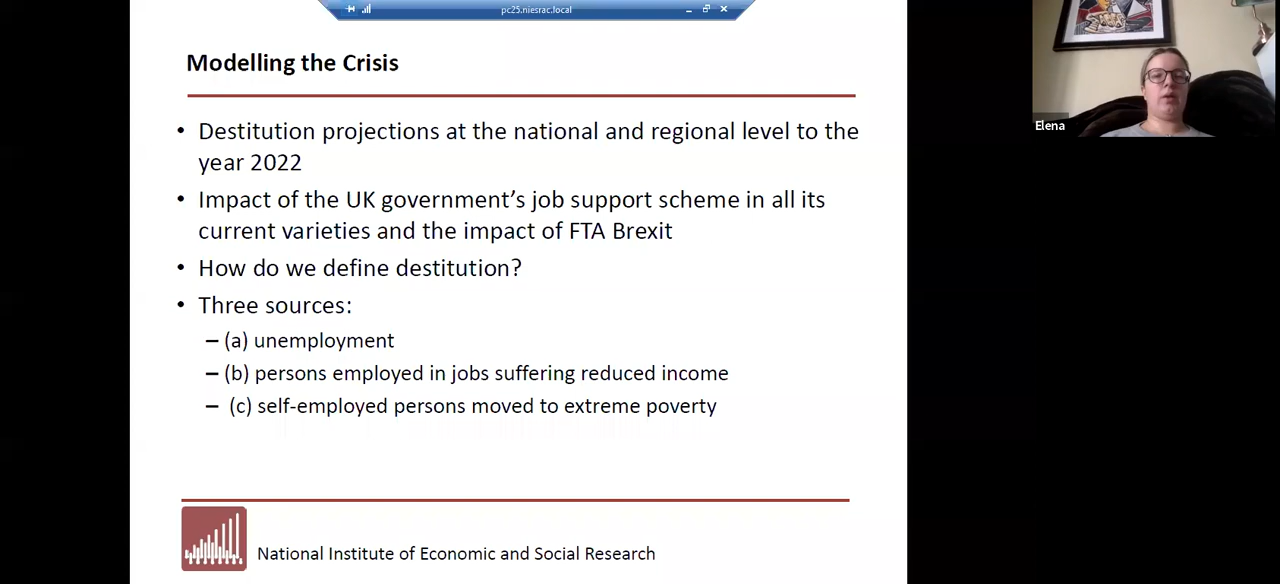 pc25.niesrac.local
Modelling the Crisis
• Destitution projections at the national and regional level to the
year 2022
• Impact of the UK government’s job support scheme in all its
current varieties and the impact of FTA Brexit
• How do we define destitution?
• Three sources:
– (a) unemployment
– (b) persons employed in jobs suffering reduced income
– (c) self-employed persons moved to extreme poverty
National Institute of Economic and Social Research
Elena